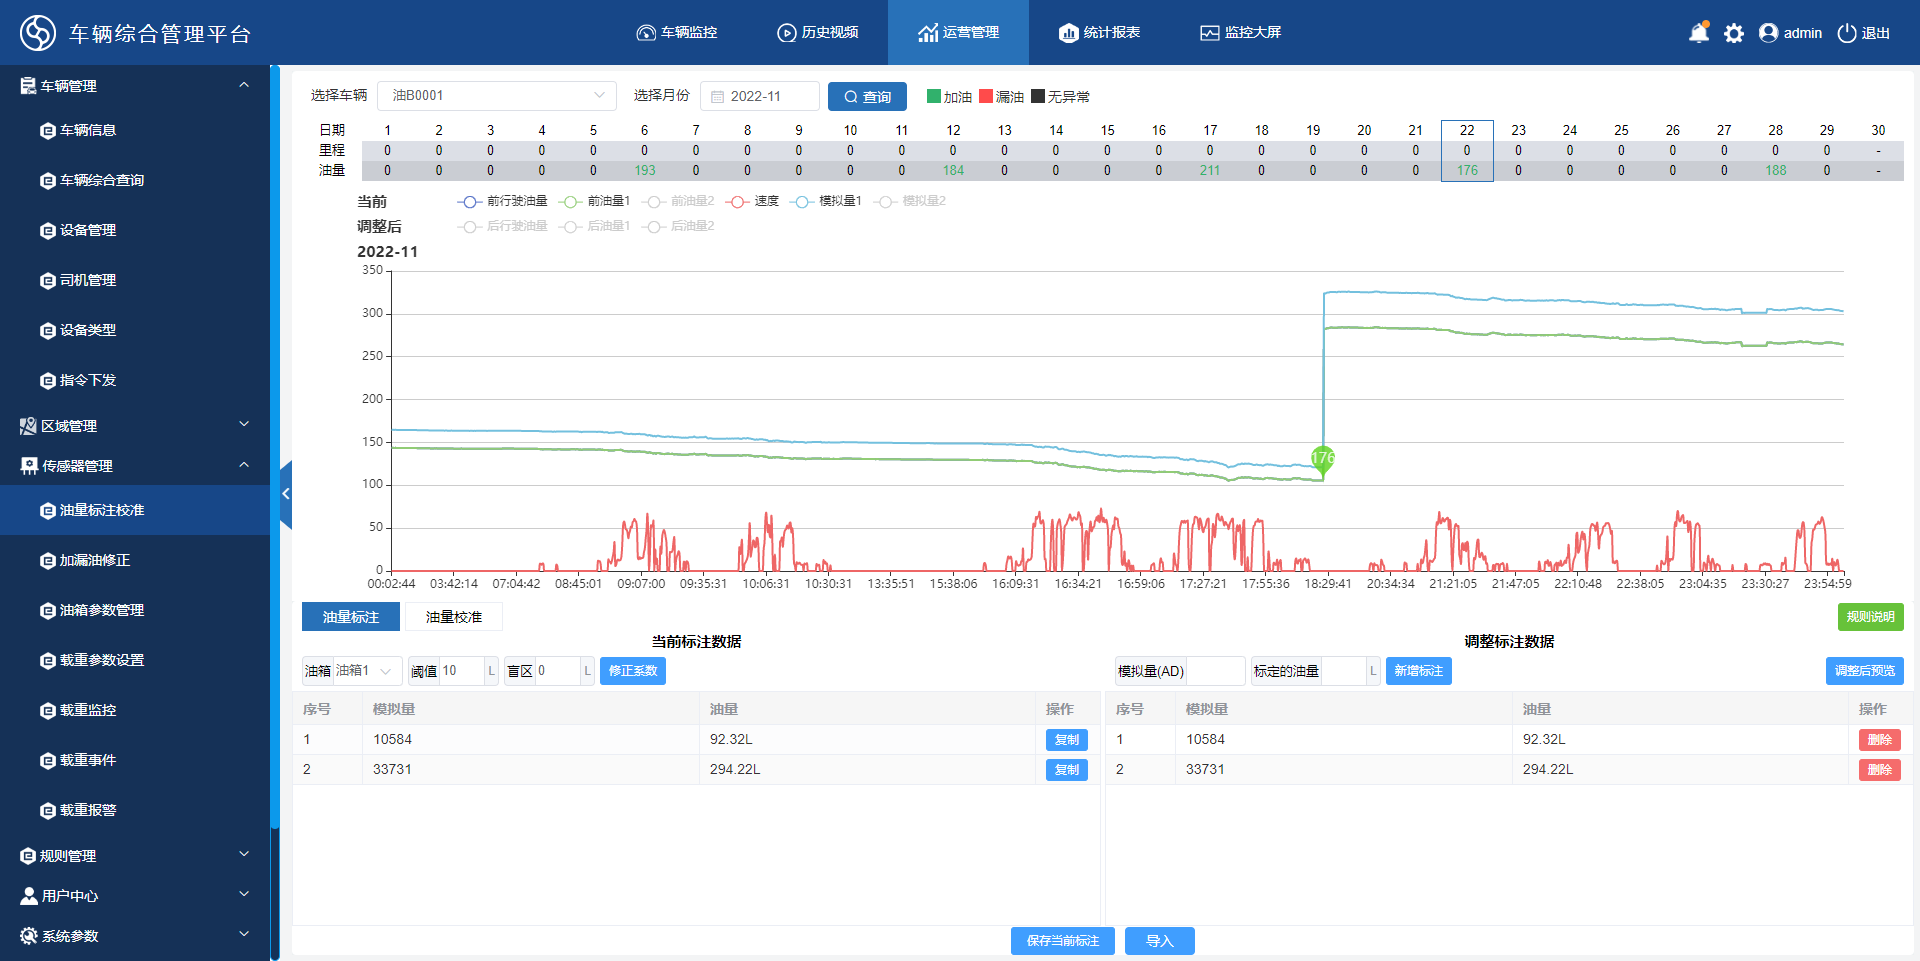 车辆综合管理平台 车辆监控 历史视频 运营管理 统计报表 监控大屏 admin 退出
车辆管理
车辆信息
车辆综合查询
设备管理
司机管理
设备类型
指令下发
区域管理
传感器管理
油量标注校准
加漏油修正
油箱参数管理
载重参数设置
载重监控
载重事件
载重报警
规则管理
用户中心
系统参数
选择车辆 油B0001 选择月份 2022-11 查询 加油 漏油 无异常
日期 1 2 3 4 5 6 7 8 9 10 11 12 13 14 15 16 17 18 19 20 21 22 23 24 25 26 27 28 29 30
里程 0 0 0 0 0 0 0 0 0 0 0 0 0 0 0 0 0 0 0 0 0 0 0 0 0 0 0 0 0 -
油量 0 0 0 0 0 193 0 0 0 0 0 184 0 0 0 0 211 0 0 0 0 176 0 0 0 0 0 188 0 -
当前 前行驶油量 前油量1 前油量2 速度 模拟量1 模拟量2
调整后 后行驶油量 后油量1 后油量2
2022-11
350
300
250
200
150
176
100
50
0
00:02:44 03:42:14 07:04:42 08:45:01 09:07:00 09:35:31 10:06:31 10:30:31 13:35:51 15:38:06 16:09:31 16:34:21 16:59:06 17:27:21 17:55:36 18:29:41 20:34:34 21:21:05 21:47:05 22:10:48 22:38:05 23:04:35 23:30:27 23:54:59
油量标注 油量校准 规则说明
当前标注数据 调整标注数据
油箱 油箱1 阈值 10 L 盲区 0 L 修正系数 模拟量(AD) 标定的油量 L 新增标注 调整后预览
序号 模拟量 油量 操作 序号 模拟量 油量 操作
1 10584 92.32L 复制 1 10584 92.32L 删除
2 33731 294.22L 复制 2 33731 294.22L 删除
保存当前标注 导入